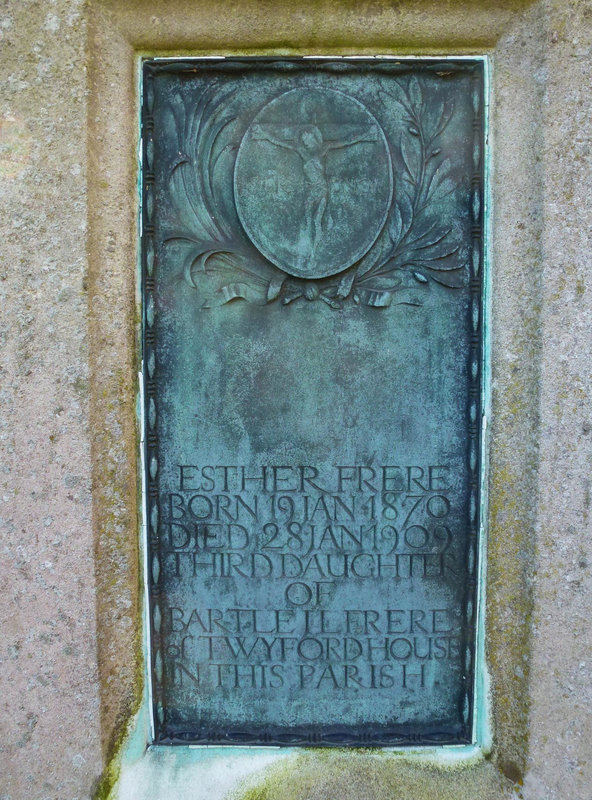 ESTHER FRERE
BORN 19 JAN 1870
DIED 28 JAN 1909
THIRD DAUGHTER
OF
BARTLE J.L. FRERE
of TWYFORD HOUSE
IN THIS PARISH.